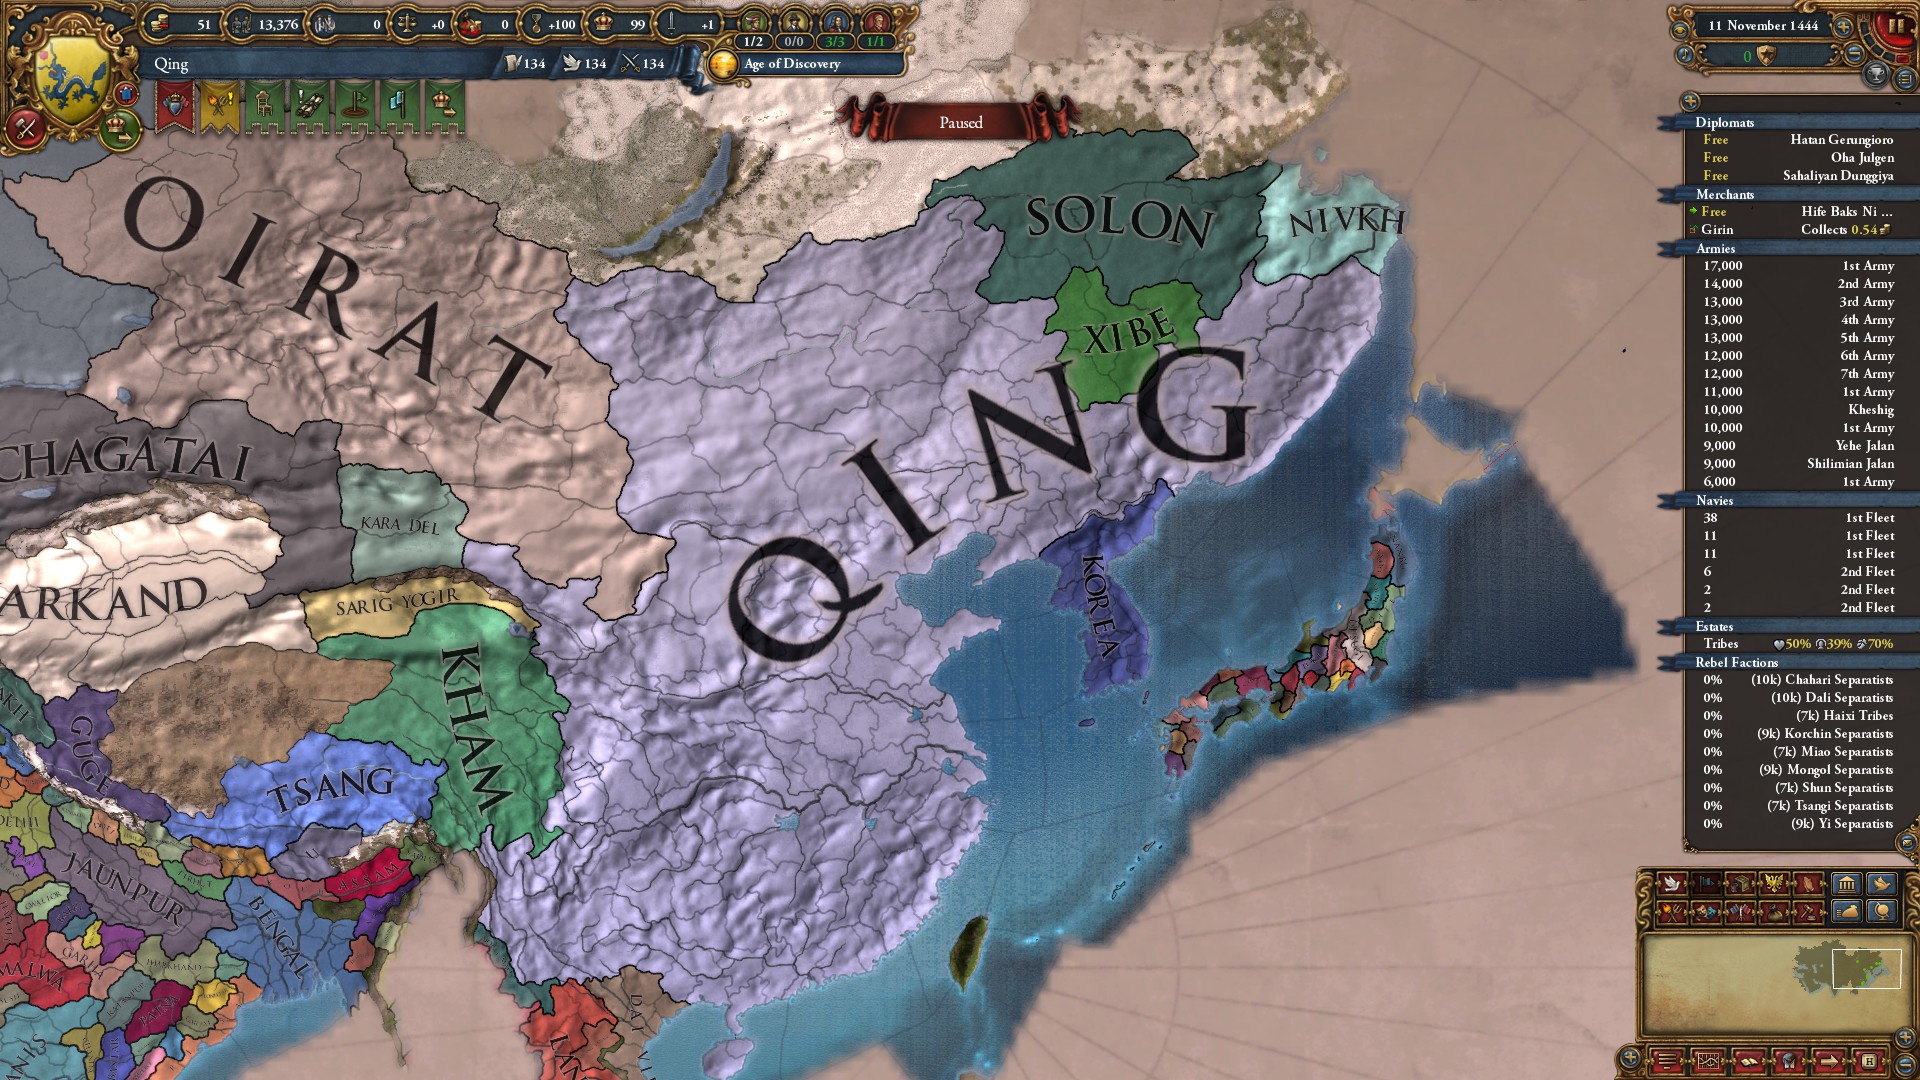 51 13,376 0 +0 0 +100 99 +1
1/2 0/0 3/3 1/1
Qing 134 134 134
Age of Discovery
Paused
11 November 1444
0
Diplomats
Free Hatan Gerungioro
Free Oha Julgen
Free Sahaliyan Dunggiya
Merchants
Free Hife Baks Ni ...
Girin Collects 0.54
Armies
17,000 1st Army
14,000 2nd Army
13,000 3rd Army
13,000 4th Army
13,000 5th Army
12,000 6th Army
12,000 7th Army
11,000 1st Army
10,000 Kheshig
10,000 1st Army
9,000 Yehe Jalan
9,000 Shilimian Jalan
6,000 1st Army
Navies
38 1st Fleet
11 1st Fleet
11 1st Fleet
6 2nd Fleet
2 2nd Fleet
2 2nd Fleet
Estates
Tribes 50% 39% 70%
Rebel Factions
0% (10k) Chahari Separatists
0% (10k) Dali Separatists
0% (7k) Haixi Tribes
0% (9k) Korchin Separatists
0% (7k) Miao Separatists
0% (9k) Mongol Separatists
0% (7k) Shun Separatists
0% (7k) Tsangi Separatists
0% (9k) Yi Separatists
OIRAT
SOLON
NIVKH
XIBE
QING
CHAGATAI
KARA DEL
ARKAND
SARIG YOGIR
KOREA
KHAM
GUGE
TSANG
DELHI
JAUNPUR
ASSAM
BENGAL
GARHA
MALWA
DAI
H